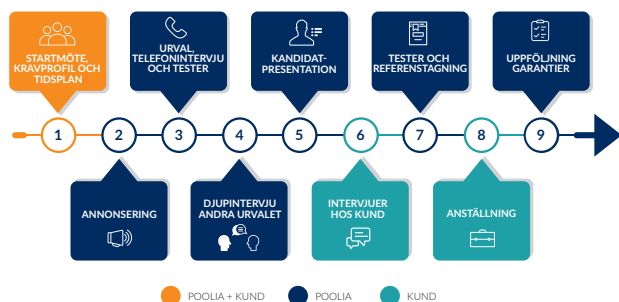 STARTMÖTE,
KRAVPROFIL OCH
TIDSPLAN
URVAL,
TELEFONINTERVJU
OCH TESTER
KANDIDAT-
PRESENTATION
TESTER OCH
REFERENSTAGNING
UPPFÖLJNING
GARANTIER
1
2
3
4
5
6
7
8
9
ANNONSERING
DJUPINTERVJU
ANDRA URVALET
INTERVJUER
HOS KUND
ANSTÄLLNING
POOLIA + KUND
POOLIA
KUND